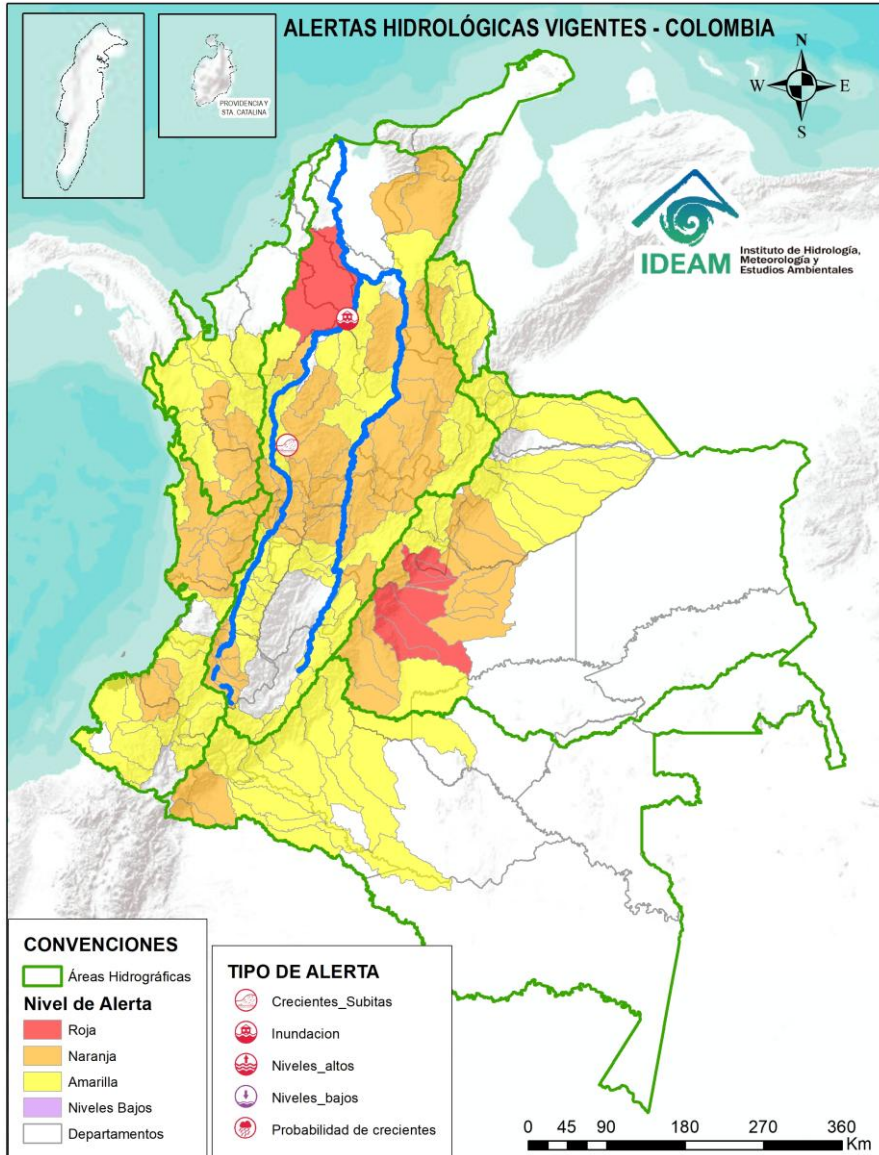 ALERTAS HIDROLÓGICAS VIGENTES - COLOMBIA
PROVIDENCIA Y
STA. CATALINA
N
W
E
S
IDEAM
Instituto de Hidrología,
Meteorología y
Estudios Ambientales
CONVENCIONES
Áreas Hidrográficas
Nivel de Alerta
Roja
Naranja
Amarilla
Niveles Bajos
Departamentos
TIPO DE ALERTA
Crecientes_Subitas
Inundacion
Niveles_altos
Niveles_bajos
Probabilidad de crecientes
0 45 90 180 270 360
Km